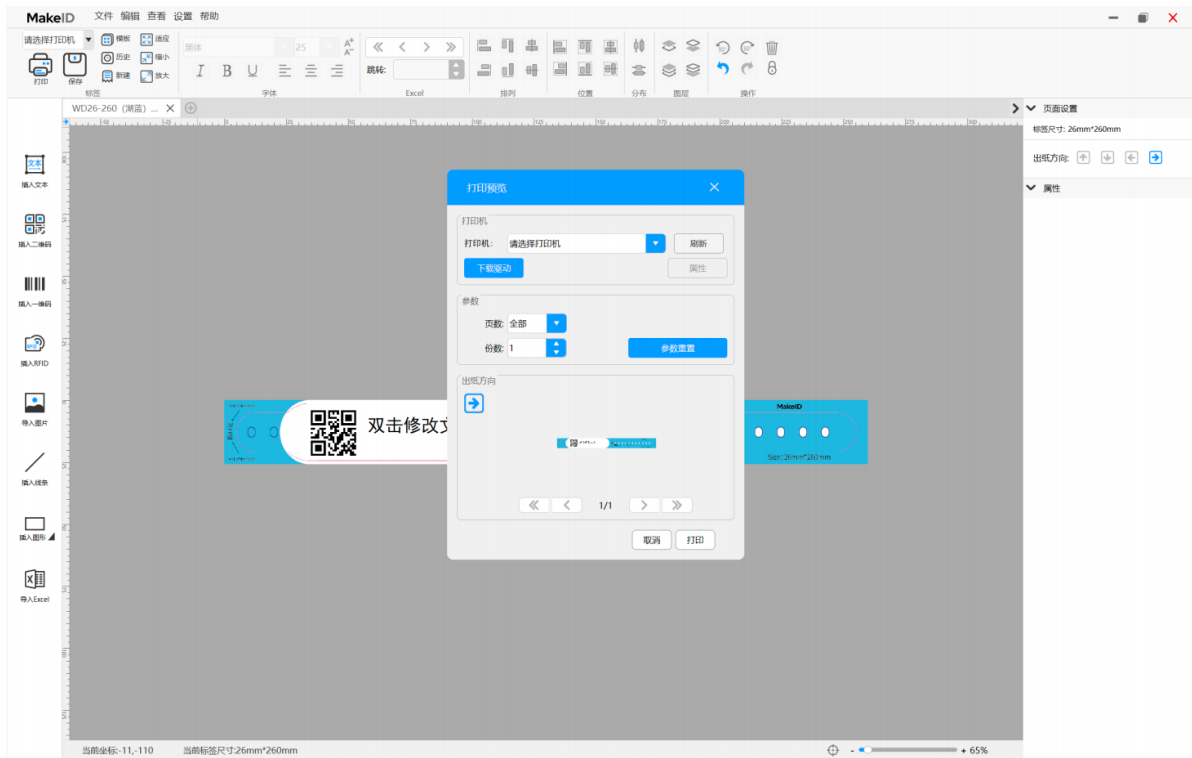 MakeID 文件 编辑 查看 设置 帮助
请选择打印机 模板 适应
历史 缩小
打印 保存 新建 放大
标签
黑体 25 A+
A-
I B U
字体
跳转:
Excel
排列 位置 分布 图层 操作
WD26-260（湖蓝）...
页面设置
标签尺寸: 26mm*260mm
出纸方向:
属性
文本
插入文本
插入二维码
插入一维码
插入RFID
导入图片
插入线条
插入图形
导入Excel
打印预览
打印机
打印机: 请选择打印机 刷新
下载驱动 属性
参数
页数: 全部
份数: 1 参数重置
出纸方向
1/1
取消 打印
双击修改文
MakeID
Size: 26mm*260mm
当前坐标:-11,-110 当前标签尺寸:26mm*260mm
- + 65%